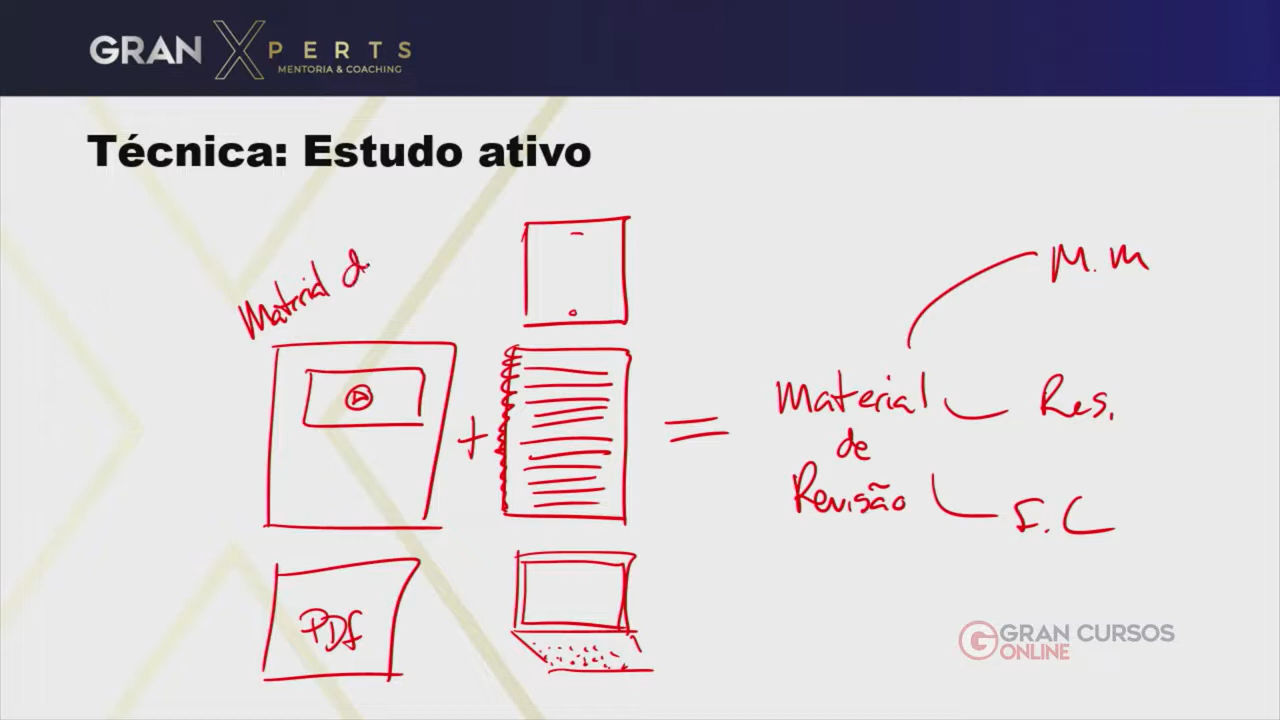 GRAN XPERTS
MENTORIA & COACHING
Técnica: Estudo ativo
Material d
M.M
Material
Res.
de
Revisão
F.C
PDF
GRAN CURSOS
ONLINE